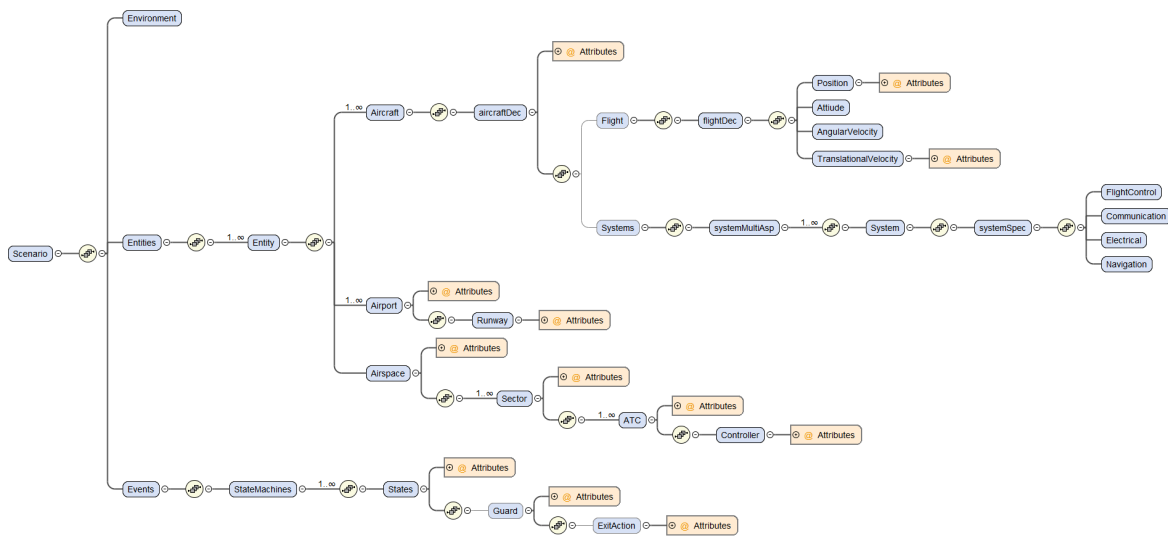 Environment
@ Attributes
Position
@ Attributes
1..∞
Aircraft
aircraftDec
Attiude
Flight
flightDec
AngularVelocity
TranslationalVelocity
@ Attributes
FlightControl
Communication
Systems
systemMultiAsp
1..∞
System
systemSpec
Electrical
Navigation
Scenario
Entities
1..∞
Entity
@ Attributes
1..∞
Airport
Runway
@ Attributes
@ Attributes
Airspace
@ Attributes
1..∞
Sector
@ Attributes
1..∞
ATC
Controller
@ Attributes
@ Attributes
Events
StateMachines
1..∞
States
@ Attributes
Guard
ExitAction
@ Attributes